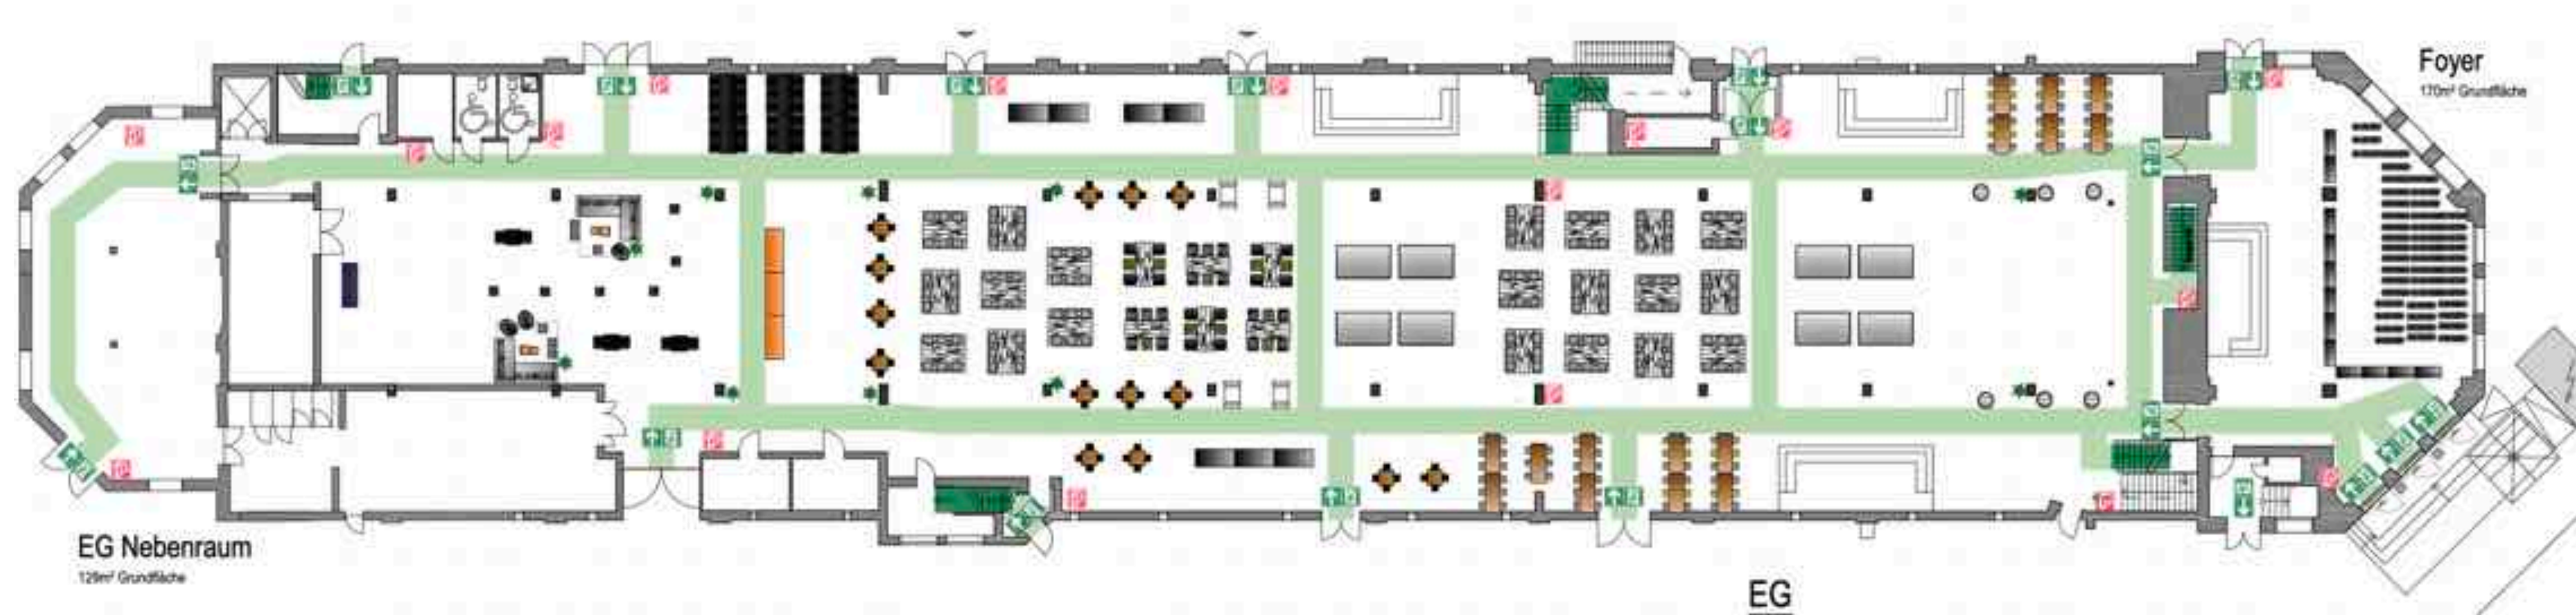 Foyer
170m² Grundfläche
EG Nebenraum
129m² Grundfläche
EG